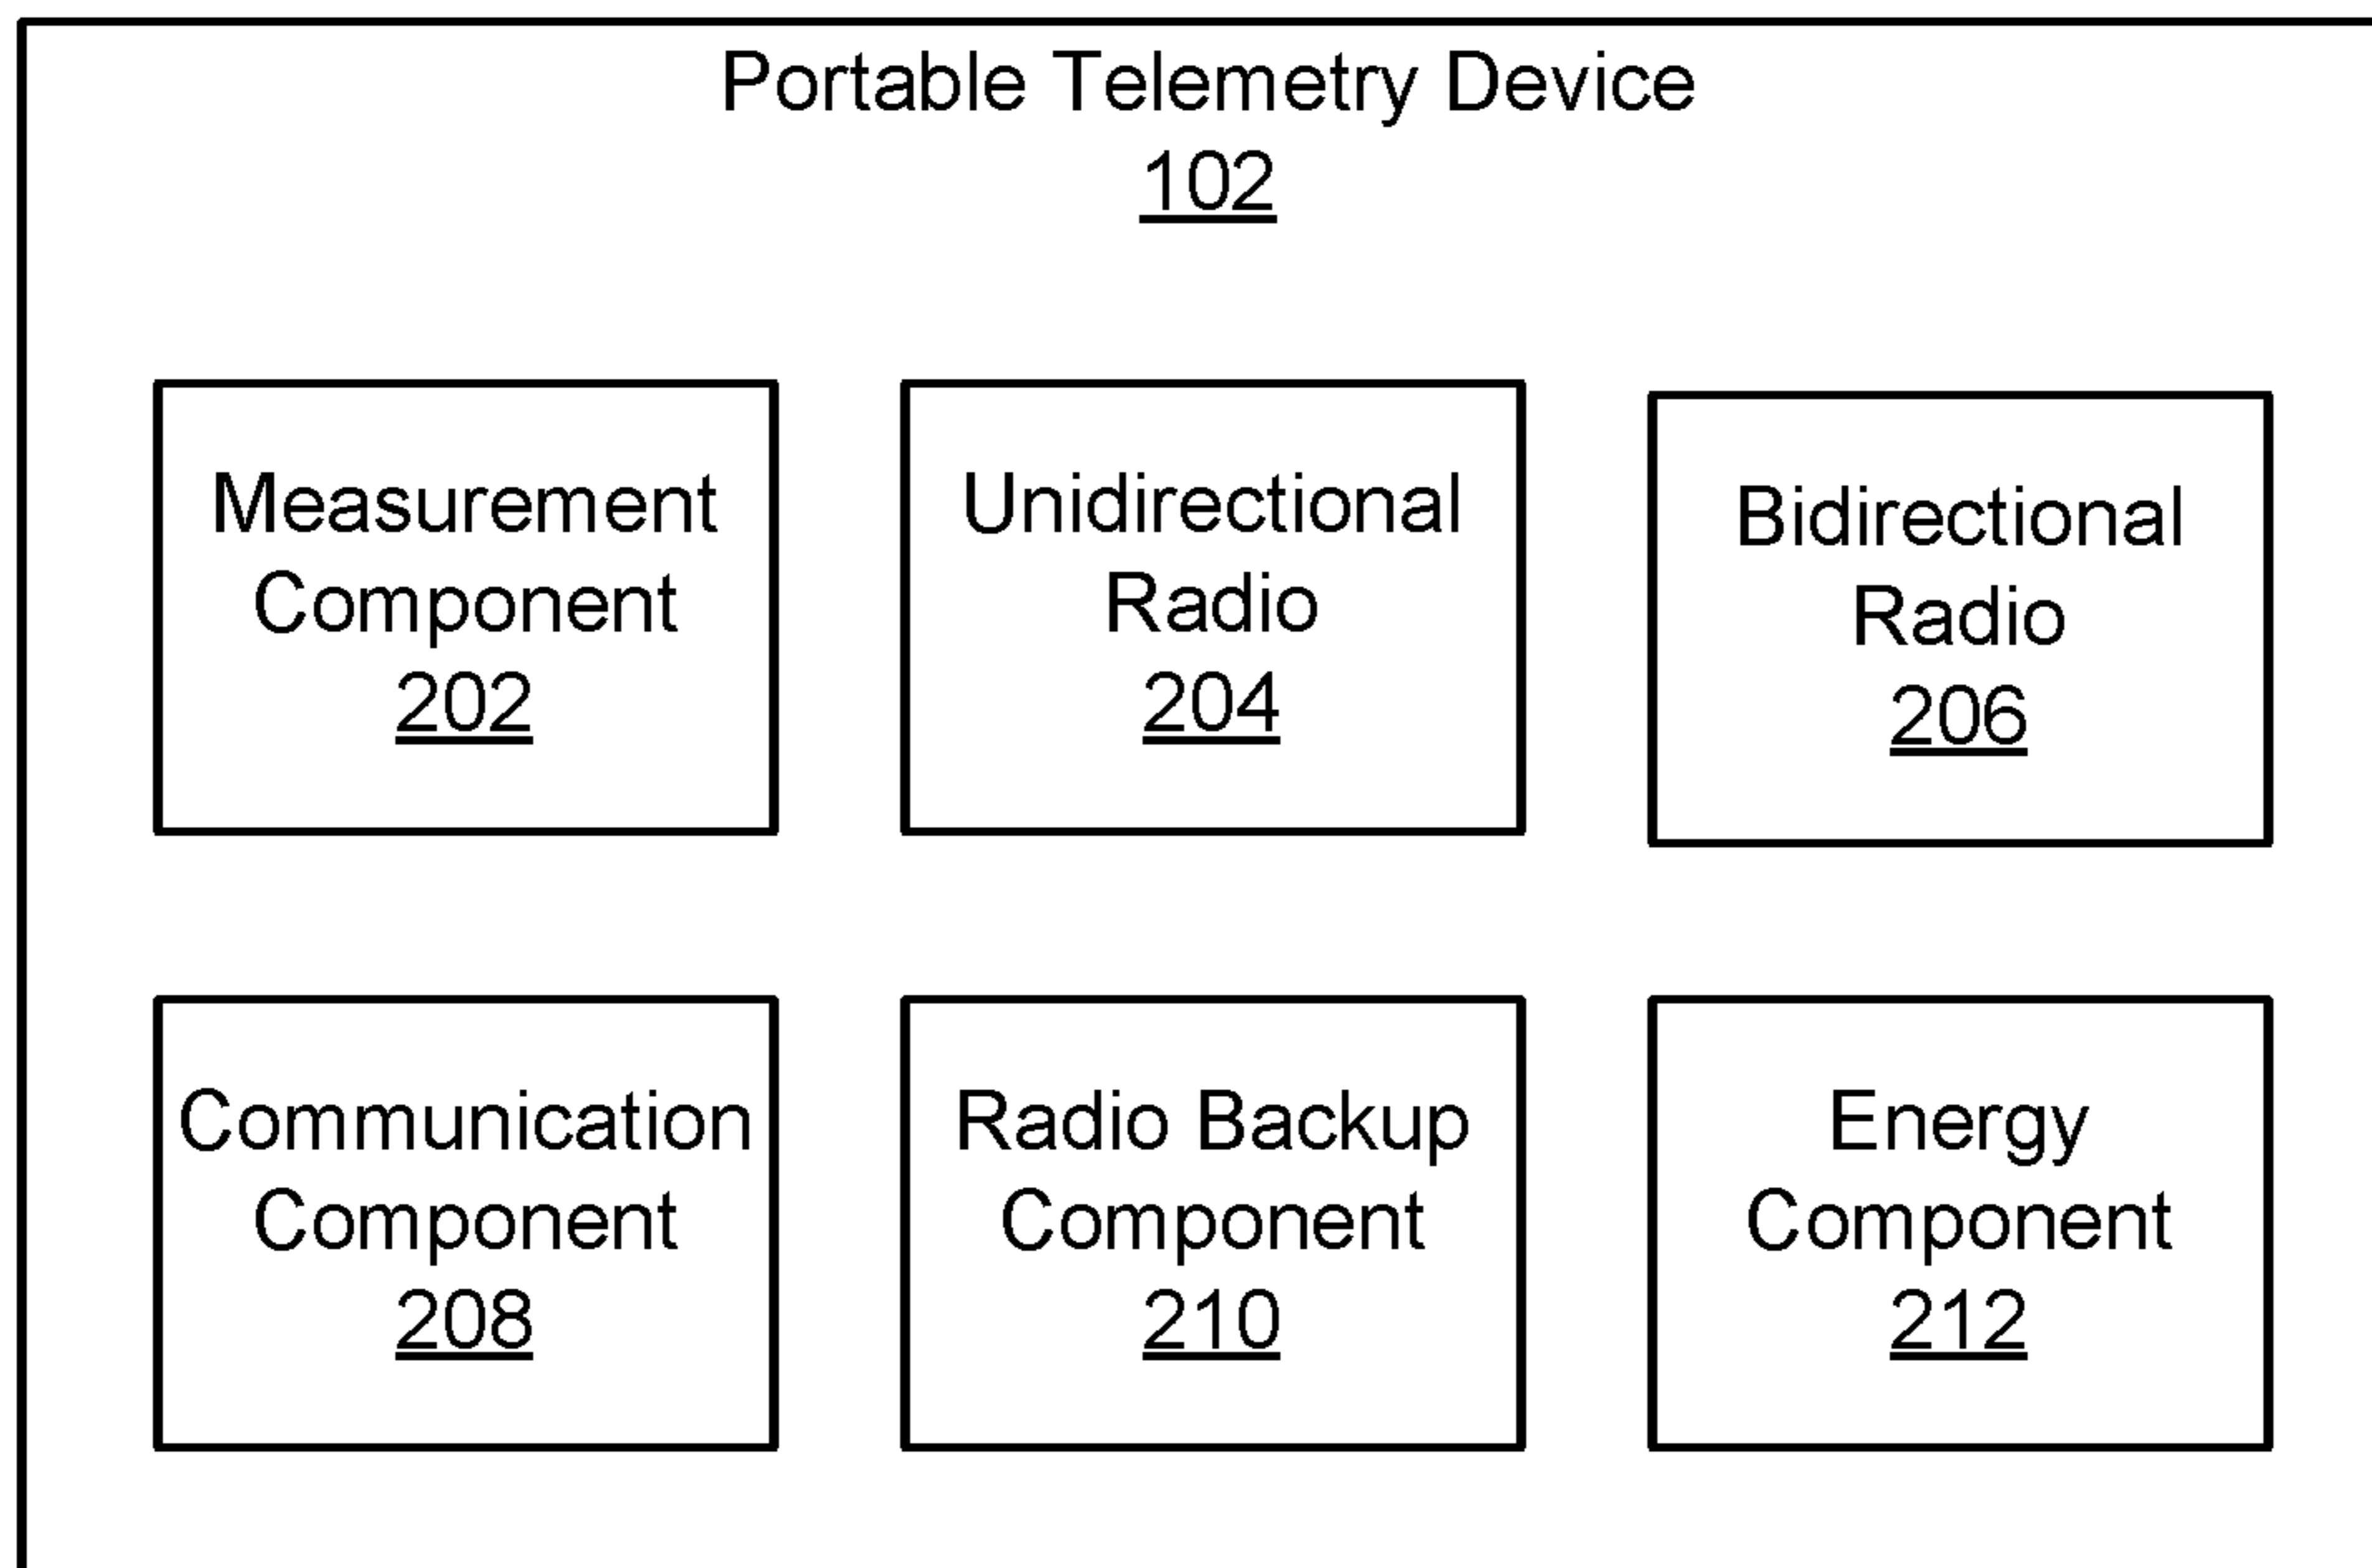 Portable Telemetry Device
102
Measurement
Component
202
Unidirectional
Radio
204
Bidirectional
Radio
206
Communication
Component
208
Radio Backup
Component
210
Energy
Component
212